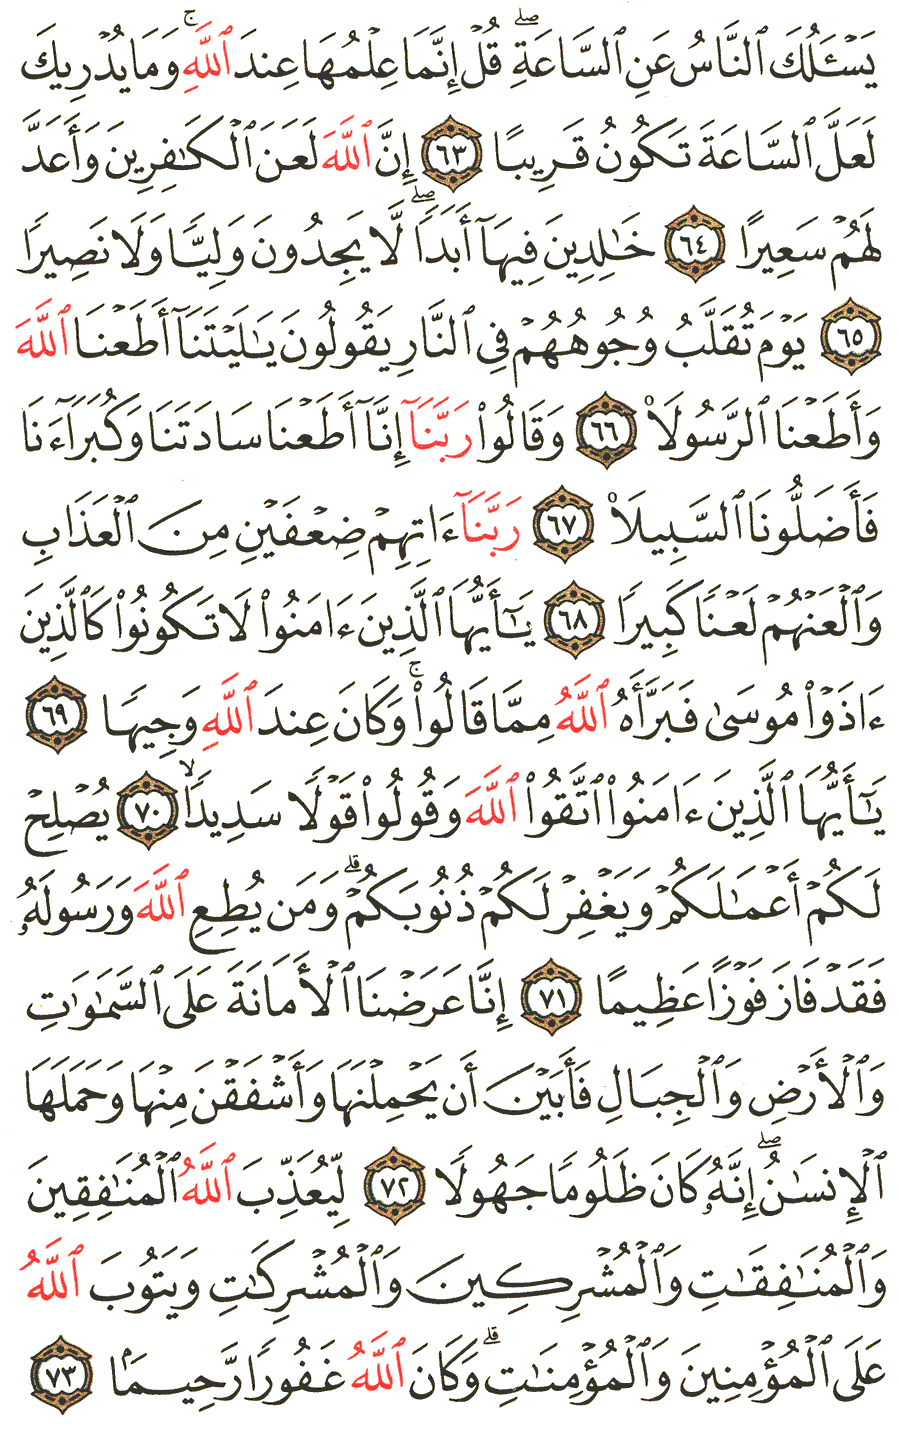 يَسْـَٔلُكَ ٱلنَّاسُ عَنِ ٱلسَّاعَةِ ۖ قُلْ إِنَّمَا عِلْمُهَا عِندَ ٱللَّهِ ۚ وَمَا يُدْرِيكَ
لَعَلَّ ٱلسَّاعَةَ تَكُونُ قَرِيبًا ٦٣ إِنَّ ٱللَّهَ لَعَنَ ٱلْكَـٰفِرِينَ وَأَعَدَّ
لَهُمْ سَعِيرًا ٦٤ خَـٰلِدِينَ فِيهَآ أَبَدًا ۖ لَّا يَجِدُونَ وَلِيًّا وَلَا نَصِيرًا
٦٥ يَوْمَ تُقَلَّبُ وُجُوهُهُمْ فِى ٱلنَّارِ يَقُولُونَ يَـٰلَيْتَنَآ أَطَعْنَا ٱللَّهَ
وَأَطَعْنَا ٱلرَّسُولَا۠ ٦٦ وَقَالُوا۟ رَبَّنَآ إِنَّآ أَطَعْنَا سَادَتَنَا وَكُبَرَآءَنَا
فَأَضَلُّونَا ٱلسَّبِيلَا۠ ٦٧ رَبَّنَآ ءَاتِهِمْ ضِعْفَيْنِ مِنَ ٱلْعَذَابِ
وَٱلْعَنْهُمْ لَعْنًا كَبِيرًا ٦٨ يَـٰٓأَيُّهَا ٱلَّذِينَ ءَامَنُوا۟ لَا تَكُونُوا۟ كَٱلَّذِينَ
ءَاذَوْا۟ مُوسَىٰ فَبَرَّأَهُ ٱللَّهُ مِمَّا قَالُوا۟ ۚ وَكَانَ عِندَ ٱللَّهِ وَجِيهًا ٦٩
يَـٰٓأَيُّهَا ٱلَّذِينَ ءَامَنُوا۟ ٱتَّقُوا۟ ٱللَّهَ وَقُولُوا۟ قَوْلًا سَدِيدًا ۙ ٧٠ يُصْلِحْ
لَكُمْ أَعْمَـٰلَكُمْ وَيَغْفِرْ لَكُمْ ذُنُوبَكُمْ ۗ وَمَن يُطِعِ ٱللَّهَ وَرَسُولَهُۥ
فَقَدْ فَازَ فَوْزًا عَظِيمًا ٧١ إِنَّا عَرَضْنَا ٱلْأَمَانَةَ عَلَى ٱلسَّمَـٰوَٰتِ
وَٱلْأَرْضِ وَٱلْجِبَالِ فَأَبَيْنَ أَن يَحْمِلْنَهَا وَأَشْفَقْنَ مِنْهَا وَحَمَلَهَا
ٱلْإِنسَـٰنُ ۖ إِنَّهُۥ كَانَ ظَلُومًا جَهُولًا ٧٢ لِّيُعَذِّبَ ٱللَّهُ ٱلْمُنَـٰفِقِينَ
وَٱلْمُنَـٰفِقَـٰتِ وَٱلْمُشْرِكِينَ وَٱلْمُشْرِكَـٰتِ وَيَتُوبَ ٱللَّهُ
عَلَى ٱلْمُؤْمِنِينَ وَٱلْمُؤْمِنَـٰتِ ۗ وَكَانَ ٱللَّهُ غَفُورًا رَّحِيمًۢا ٧٣